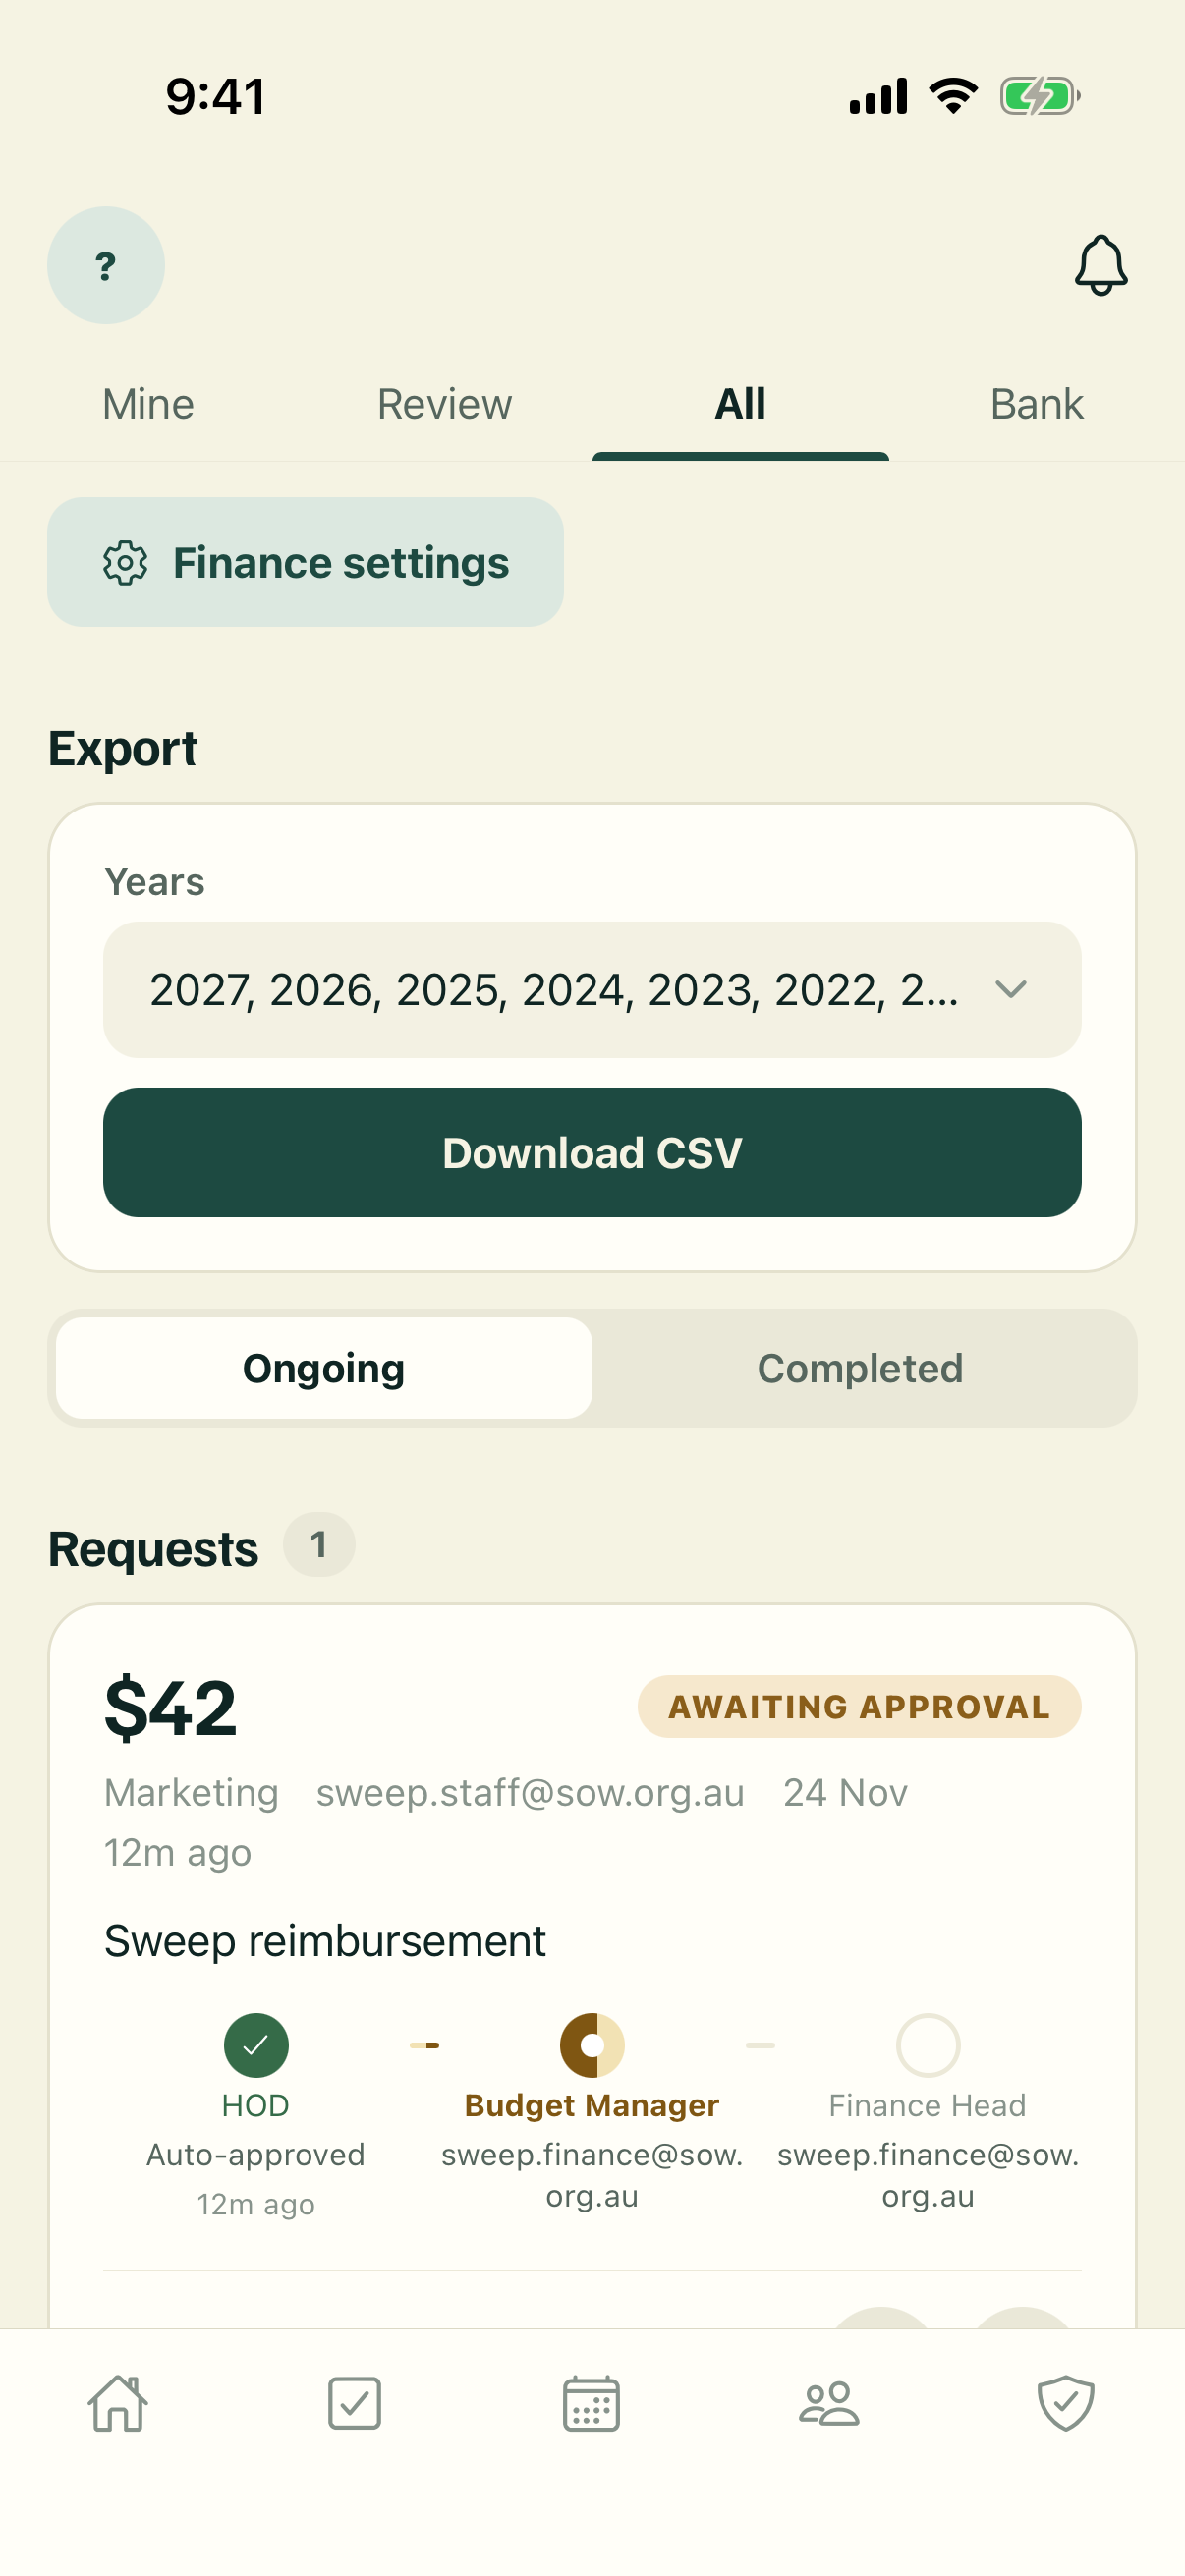 9:41
?
Mine Review All Bank
Finance settings
Export
Years
2027, 2026, 2025, 2024, 2023, 2022, 2...
Download CSV
Ongoing Completed
Requests 1
$42 AWAITING APPROVAL
Marketing sweep.staff@sow.org.au 24 Nov
12m ago
Sweep reimbursement
HOD Budget Manager Finance Head
Auto-approved sweep.finance@sow. sweep.finance@sow.
12m ago org.au org.au